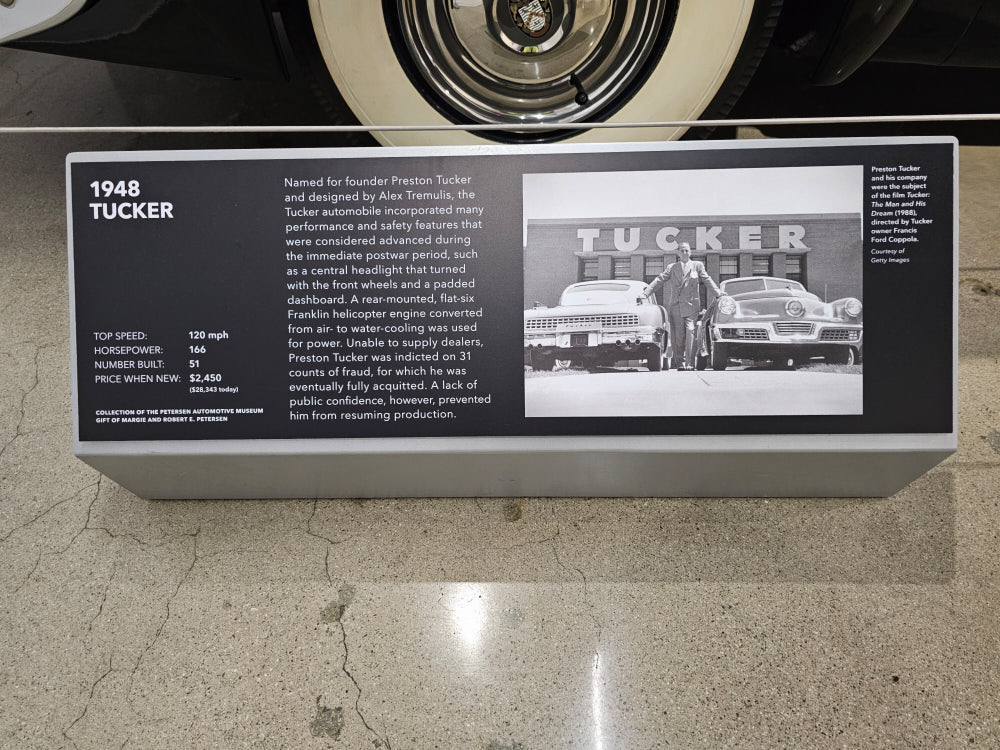 1948
TUCKER
TOP SPEED: 120 mph
HORSEPOWER: 166
NUMBER BUILT: 51
PRICE WHEN NEW: $2,450
($28,343 today)
COLLECTION OF THE PETERSEN AUTOMOTIVE MUSEUM
GIFT OF MARGIE AND ROBERT E. PETERSEN
Named for founder Preston Tucker
and designed by Alex Tremulis, the
Tucker automobile incorporated many
performance and safety features that
were considered advanced during
the immediate postwar period, such
as a central headlight that turned
with the front wheels and a padded
dashboard. A rear-mounted, flat-six
Franklin helicopter engine converted
from air- to water-cooling was used
for power. Unable to supply dealers,
Preston Tucker was indicted on 31
counts of fraud, for which he was
eventually fully acquitted. A lack of
public confidence, however, prevented
him from resuming production.
TUCKER
Preston Tucker
and his company
were the subject
of the film Tucker:
The Man and His
Dream (1988),
directed by Tucker
owner Francis
Ford Coppola.
Courtesy of
Getty Images